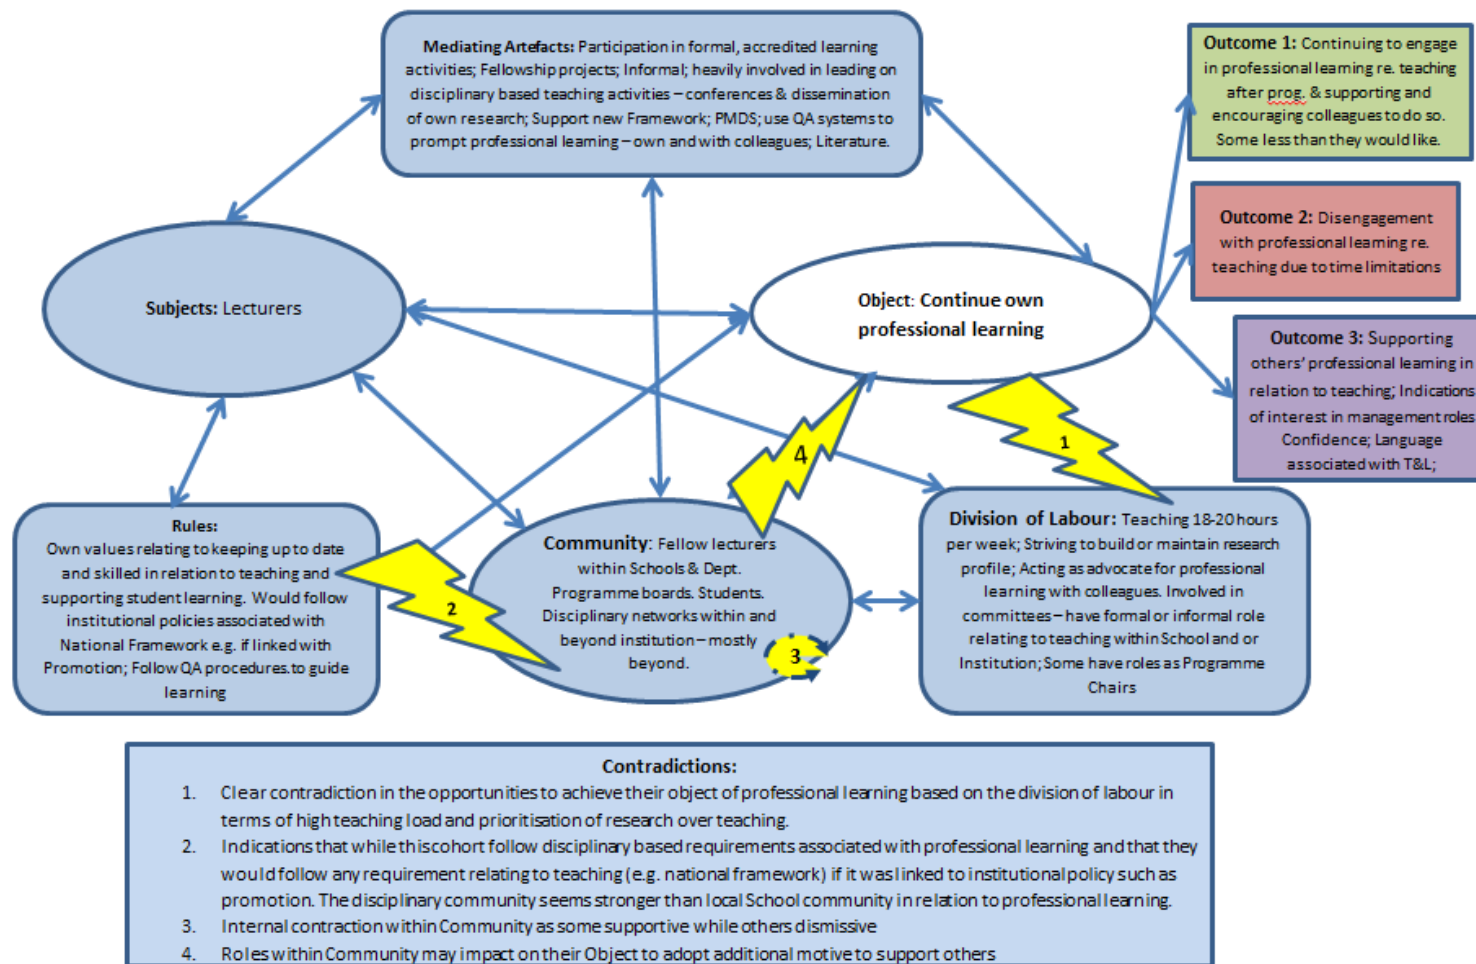 Mediating Artefacts: Participation in formal, accredited learning
activities; Fellowship projects; Informal; heavily involved in leading on
disciplinary based teaching activities – conferences & dissemination
of own research; Support new Framework; PMDS; use QA systems to
prompt professional learning – own and with colleagues; Literature.
Outcome 1: Continuing to engage
in professional learning re. teaching
after prog. & supporting and
encouraging colleagues to do so.
Some less than they would like.
Outcome 2: Disengagement
with professional learning re.
teaching due to time limitations
Subjects: Lecturers
Object: Continue own
professional learning
Outcome 3: Supporting
others' professional learning in
relation to teaching; Indications
of interest in management roles
Confidence; Language
associated with T&L;
1
4
2
3
Rules:
Own values relating to keeping up to date
and skilled in relation to teaching and
supporting student learning. Would follow
institutional policies associated with
National Framework e.g. if linked with
Promotion; Follow QA procedures.to guide
learning
Community: Fellow lecturers
within Schools & Dept.
Programme boards. Students.
Disciplinary networks within and
beyond institution – mostly
beyond.
Division of Labour: Teaching 18-20 hours
per week; Striving to build or maintain research
profile; Acting as advocate for professional
learning with colleagues. Involved in
committees – have formal or informal role
relating to teaching within School and or
Institution; Some have roles as Programme
Chairs
Contradictions:
1. Clear contradiction in the opportunities to achieve their object of professional learning based on the division of labour in
terms of high teaching load and prioritisation of research over teaching.
2. Indications that while this cohort follow disciplinary based requirements associated with professional learning and that they
would follow any requirement relating to teaching (e.g. national framework) if it was linked to institutional policy such as
promotion. The disciplinary community seems stronger than local School community in relation to professional learning.
3. Internal contraction within Community as some supportive while others dismissive
4. Roles within Community may impact on their Object to adopt additional motive to support others